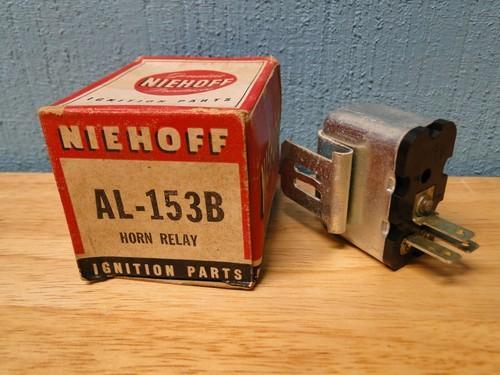 NIEHOFF
IGNITION PARTS
NIEHOFF
AL-153B
HORN RELAY
IGNITION PARTS